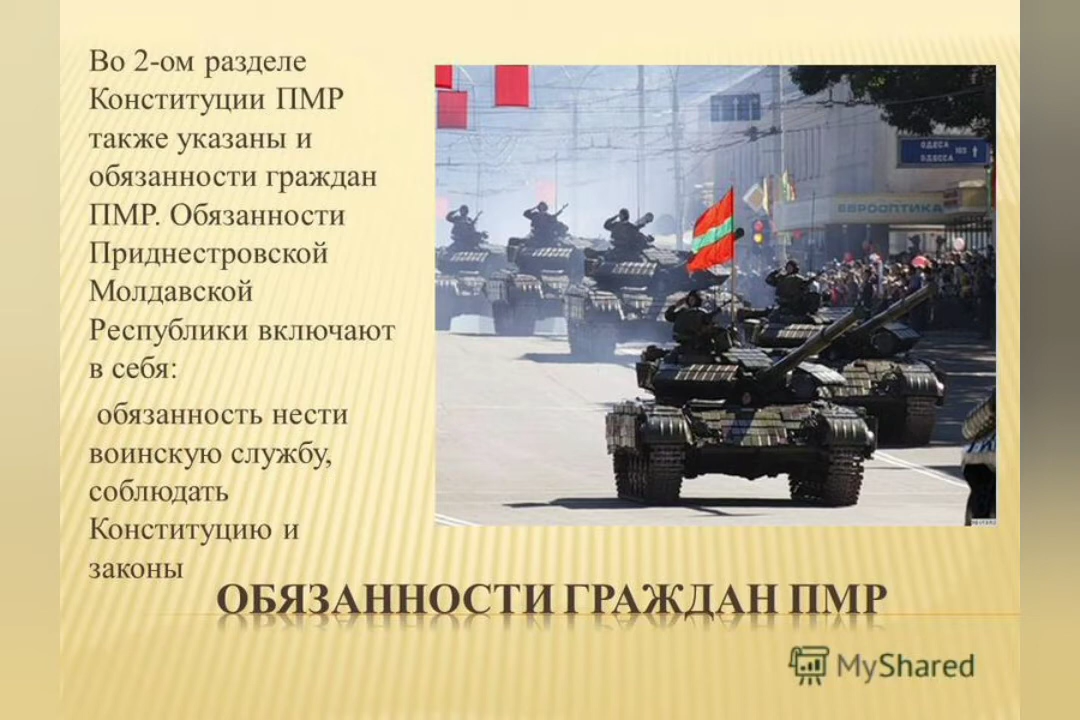 Во 2-ом разделе
Конституции ПМР
также указаны и
обязанности граждан
ПМР. Обязанности
Приднестровской
Молдавской
Республики включают
в себя:
обязанность нести
воинскую службу,
соблюдать
Конституцию и
законы
ОДЕСА
ОДЕССА
103
ЕВРООПТИКА
ОБЯЗАННОСТИ ГРАЖДАН ПМР
MyShared